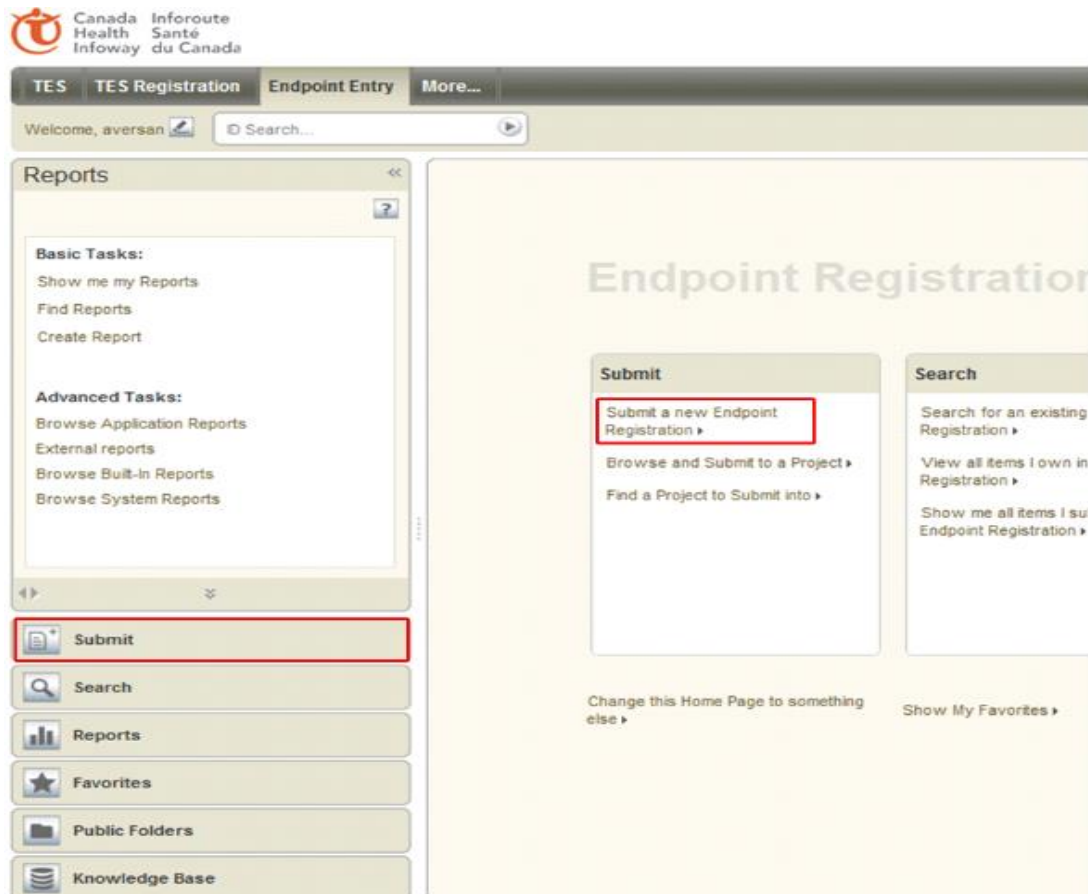 Canada Inforoute
Health Santé
Infoway du Canada
TES TES Registration Endpoint Entry More...
Welcome, aversan ID Search...
Reports
?
Basic Tasks:
Show me my Reports
Find Reports
Create Report
Advanced Tasks:
Browse Application Reports
External reports
Browse Built-In Reports
Browse System Reports
Submit
Search
Reports
Favorites
Public Folders
Knowledge Base
Endpoint Registration
Submit
Submit a new Endpoint
Registration
Browse and Submit to a Project
Find a Project to Submit into
Search
Search for an existing
Registration
View all items I own in
Registration
Show me all items I su
Endpoint Registration
Change this Home Page to something
else
Show My Favorites